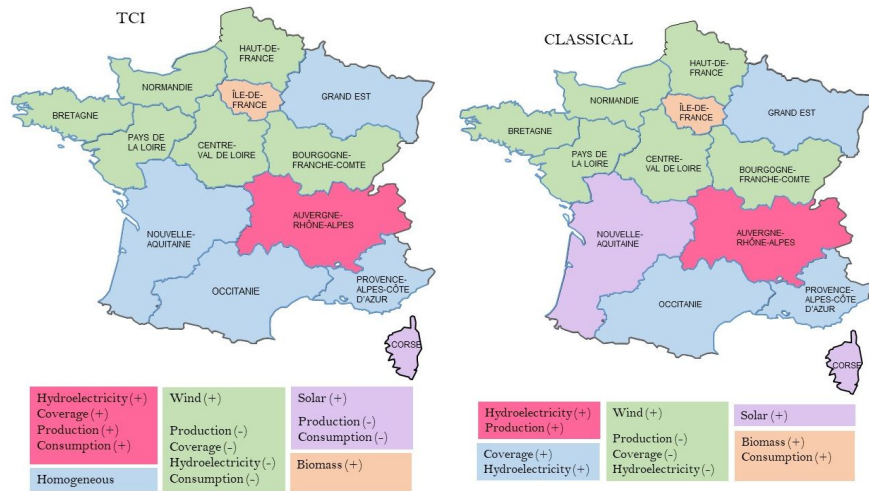 TCI
HAUT-DE-
FRANCE
NORMANDIE
ÎLE-DE-
FRANCE
GRAND EST
BRETAGNE
PAYS DE
LA LOIRE
CENTRE-
VAL DE LOIRE
BOURGOGNE-
FRANCHE-COMTE
NOUVELLE-
AQUITAINE
AUVERGNE-
RHÔNE-ALPES
OCCITANIE
PROVENCE-
ALPES-CÔTE
D'AZUR
CORSE
Hydroelectricity (+)
Coverage (+)
Production (+)
Consumption (+)
Homogeneous
Wind (+)
Production (-)
Coverage (-)
Hydroelectricity (-)
Consumption (-)
Solar (+)
Production (-)
Consumption (-)
Biomass (+)
CLASSICAL
HAUT-DE-
FRANCE
NORMANDIE
ÎLE-DE-
FRANCE
GRAND EST
BRETAGNE
PAYS DE
LA LOIRE
CENTRE-
VAL DE LOIRE
BOURGOGNE-
FRANCHE-COMTE
NOUVELLE-
AQUITAINE
AUVERGNE-
RHÔNE-ALPES
OCCITANIE
PROVENCE-
ALPES-CÔTE
D'AZUR
CORSE
Hydroelectricity (+)
Production (+)
Coverage (+)
Hydroelectricity (+)
Wind (+)
Production (-)
Coverage (-)
Hydroelectricity (-)
Solar (+)
Biomass (+)
Consumption (+)